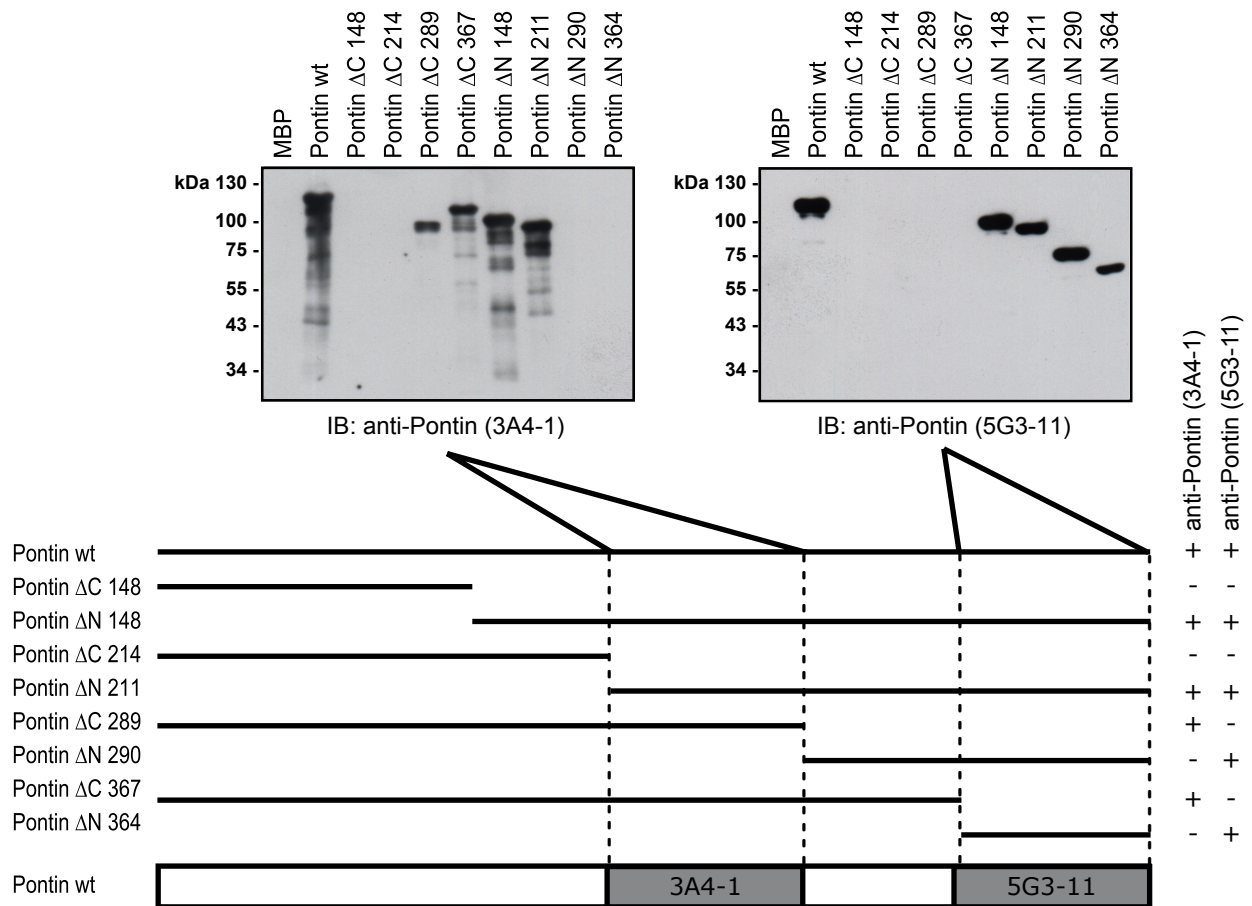 MBP
Pontin wt
Pontin ΔC 148
Pontin ΔC 214
Pontin ΔC 289
Pontin ΔC 367
Pontin ΔN 148
Pontin ΔN 211
Pontin ΔN 290
Pontin ΔN 364
kDa 130 -
100 -
75 -
55 -
43 -
34 -
IB: anti-Pontin (3A4-1)
MBP
Pontin wt
Pontin ΔC 148
Pontin ΔC 214
Pontin ΔC 289
Pontin ΔC 367
Pontin ΔN 148
Pontin ΔN 211
Pontin ΔN 290
Pontin ΔN 364
kDa 130 -
100 -
75 -
55 -
43 -
34 -
IB: anti-Pontin (5G3-11)
anti-Pontin (3A4-1)
anti-Pontin (5G3-11)
Pontin wt + +
Pontin ΔC 148 - -
Pontin ΔN 148 + +
Pontin ΔC 214 - -
Pontin ΔN 211 + +
Pontin ΔC 289 + -
Pontin ΔN 290 - +
Pontin ΔC 367 + -
Pontin ΔN 364 - +
Pontin wt 3A4-1 5G3-11